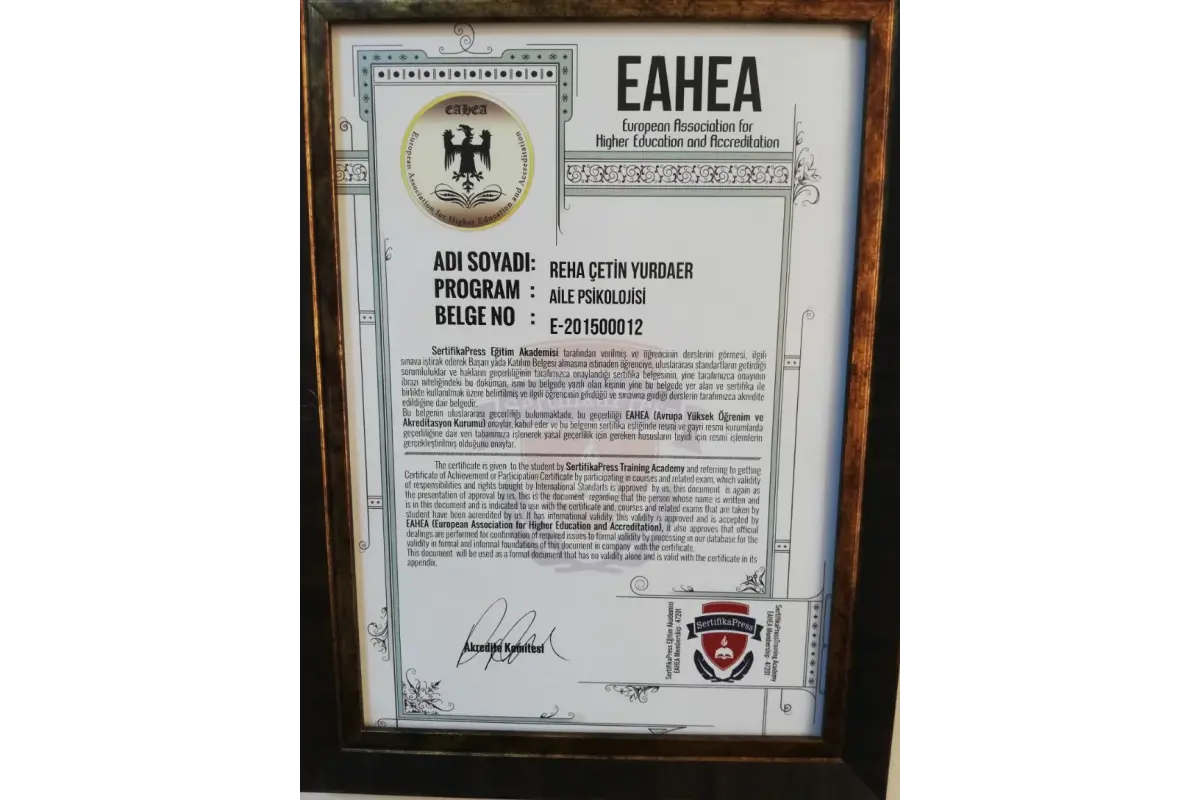 EAHEA
European Association for
Higher Education and Accreditation
EAHEA
European Association for Higher Education and Accreditation
ADI SOYADI: REHA ÇETİN YURDAER
PROGRAM : AİLE PSİKOLOJİSİ
BELGE NO : E-201500012
SertifikaPress Eğitim Akademisi tarafından verilmiş ve öğrencinin derslerini görmesi, ilgili
sınava iştirak ederek Başarı yada Katılım Belgesi almasına istinaden öğrenciye, uluslararası standartların getirdiği
sorumluluklar ve hakların geçerliliğinin tarafımızca onaylandığı sertifika belgesinin, yine tarafımızca onayının
ibrazı niteliğindeki bu doküman, ismi bu belgede yazılı olan kişinin yine bu belgede yer alan ve sertifika ile
birlikte kullanılmak üzere belirtilmiş ve ilgili öğrencinin gördüğü ve sınavına girdiği derslerin tarafımızca akredite
edildiğine dair belgedir.
Bu belgenin uluslararası geçerliliği bulunmaktadır, bu geçerliliği EAHEA (Avrupa Yüksek Öğrenim ve
Akreditasyon Kurumu) onaylar, kabul eder ve bu belgenin sertifika eşliğinde resmi ve gayri resmi kurumlarda
geçerliliğine dair veri tabanımıza işlenerek yasal geçerlilik için gereken hususların teyidi için resmi işlemlerin
gerçekleştirilmiş olduğunu onaylar.
The certificate is given to the student by SertifikaPress Training Academy and referring to getting
Certificate of Achievement or Participation Certificate by participating in courses and related exam, which validity
of responsibilities and rights brought by International Standarts is approved by us, this document is again as
the presentation of approval by us, this is the document regarding that the person whose name is written and
is in this document and is indicated to use with the certificate and, courses and related exams that are taken by
student have been accredited by us. It has international validity, this validity is approved and is accepted by
EAHEA (European Association for Higher Education and Accreditation), it also approves that official
dealings are performed for confirmation of required issues to formal validity by processing in our database for the
validity in formal and informal foundations of this document in company with the certificate.
This document will be used as a formal document that has no validity alone and is valid with the certificate in its
appendix.
Akredite Komitesi
SertifikaPress Eğitim Akademisi
EAHEA Membership - 47201
SertifikaPress
SertifikaPress Training Academy
EAHEA Membership - 47201